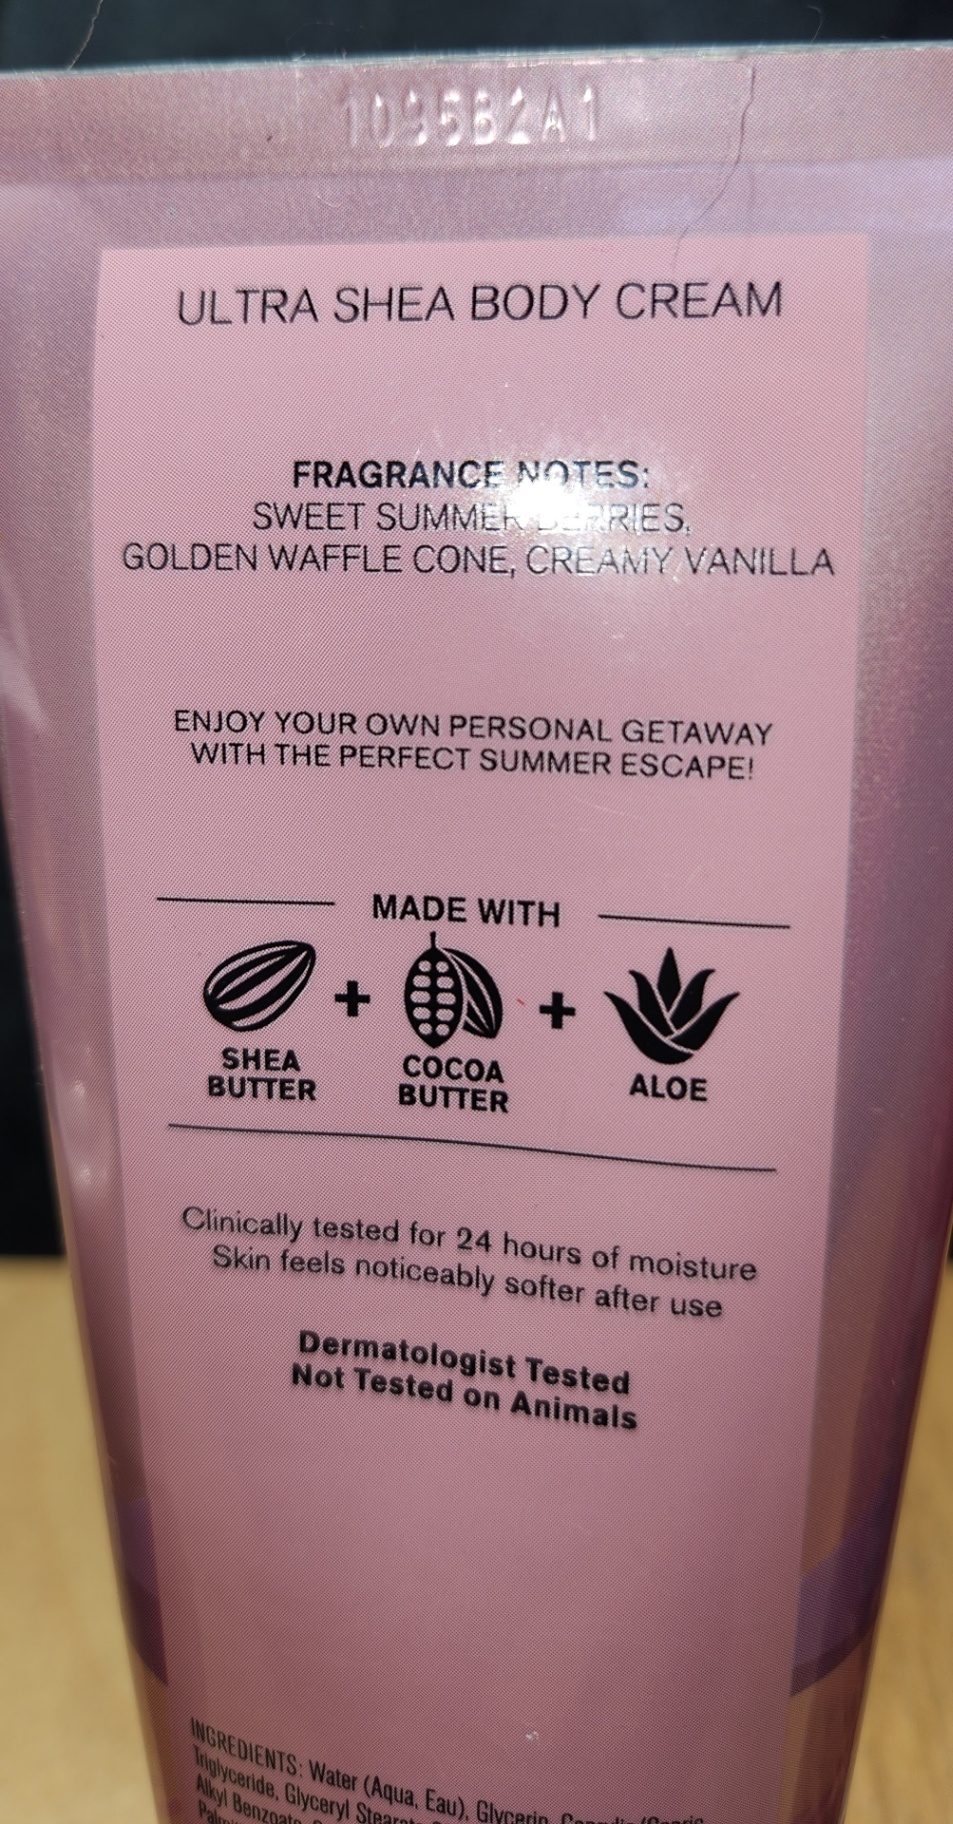 1095B2A1
ULTRA SHEA BODY CREAM
FRAGRANCE NOTES:
SWEET SUMMER BERRIES,
GOLDEN WAFFLE CONE, CREAMY VANILLA
ENJOY YOUR OWN PERSONAL GETAWAY
WITH THE PERFECT SUMMER ESCAPE!
MADE WITH
SHEA BUTTER + COCOA BUTTER + ALOE
Clinically tested for 24 hours of moisture
Skin feels noticeably softer after use
Dermatologist Tested
Not Tested on Animals
INGREDIENTS: Water (Aqua, Eau), Glycerin,
Triglyceride, Glyceryl
Alkyl